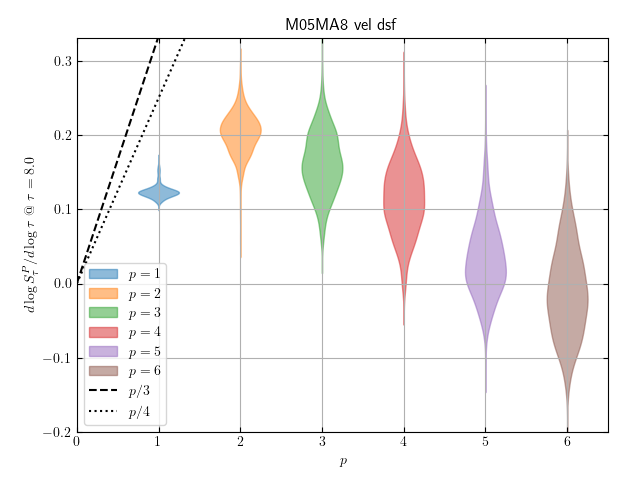 M05MA8 vel dsf
d log S_τ^P / d log τ @ τ = 8.0
0.3
0.2
0.1
0.0
−0.1
−0.2
p = 1
p = 2
p = 3
p = 4
p = 5
p = 6
p/3
p/4
0 1 2 3 4 5 6
p